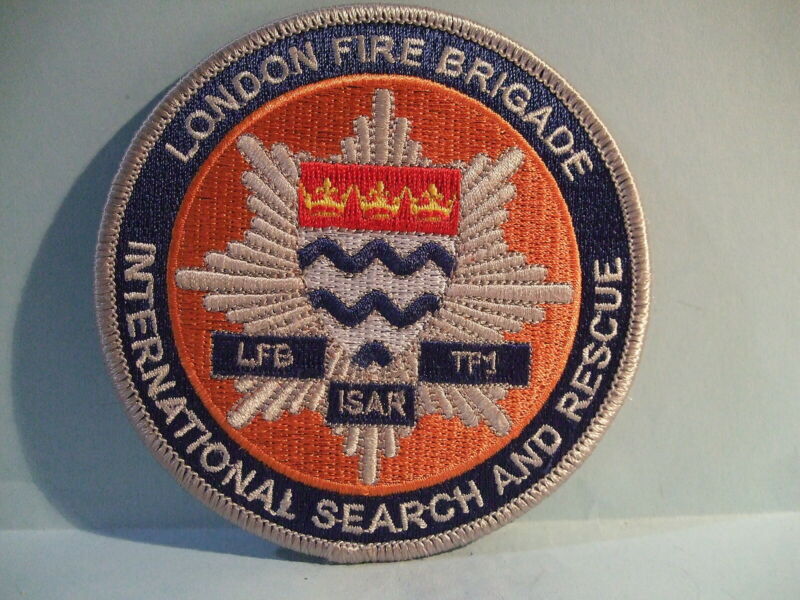 LONDON FIRE BRIGADE
LFB
TF1
ISAR
INTERNATIONAL SEARCH AND RESCUE